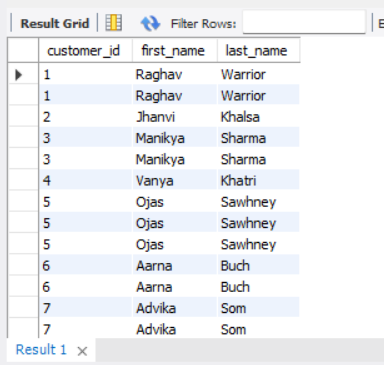 Result Grid Filter Rows: E
customer_id first_name last_name
1 Raghav Warrior
1 Raghav Warrior
2 Jhanvi Khalsa
3 Manikya Sharma
3 Manikya Sharma
4 Vanya Khatri
5 Ojas Sawhney
5 Ojas Sawhney
5 Ojas Sawhney
6 Aarna Buch
6 Aarna Buch
7 Advika Som
7 Advika Som
Result 1 ×